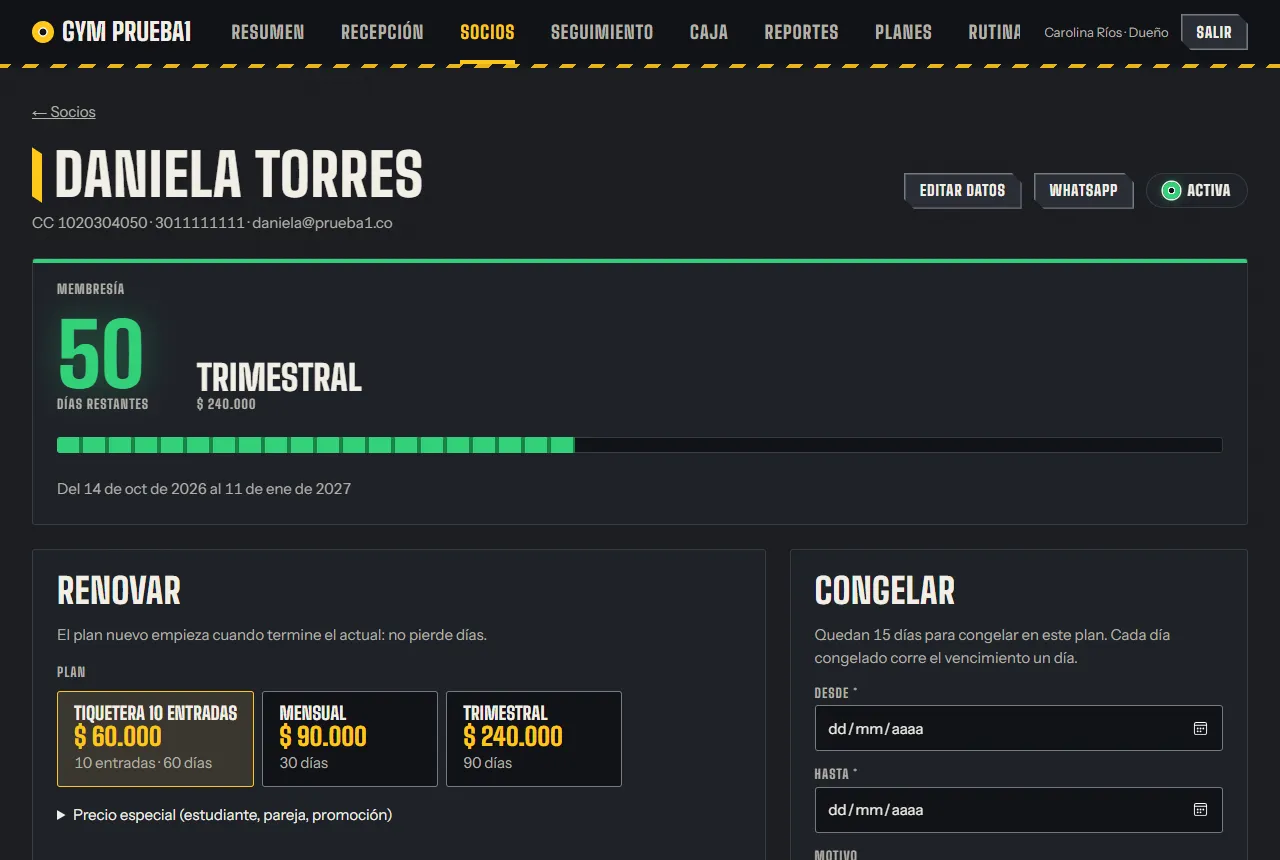 GYM PRUEBA1
RESUMEN RECEPCIÓN SOCIOS SEGUIMIENTO CAJA REPORTES PLANES RUTINA Carolina Ríos · Dueño SALIR
← Socios
DANIELA TORRES
EDITAR DATOS WHATSAPP ACTIVA
CC 1020304050 · 3011111111 · daniela@prueba1.co
MEMBRESÍA
50
DÍAS RESTANTES
TRIMESTRAL
$ 240.000
Del 14 de oct de 2026 al 11 de ene de 2027
RENOVAR
El plan nuevo empieza cuando termine el actual: no pierde días.
PLAN
TIQUETERA 10 ENTRADAS
$ 60.000
10 entradas · 60 días
MENSUAL
$ 90.000
30 días
TRIMESTRAL
$ 240.000
90 días
▶ Precio especial (estudiante, pareja, promoción)
CONGELAR
Quedan 15 días para congelar en este plan. Cada día
congelado corre el vencimiento un día.
DESDE *
dd/mm/aaaa
HASTA *
dd/mm/aaaa
MOTIVO